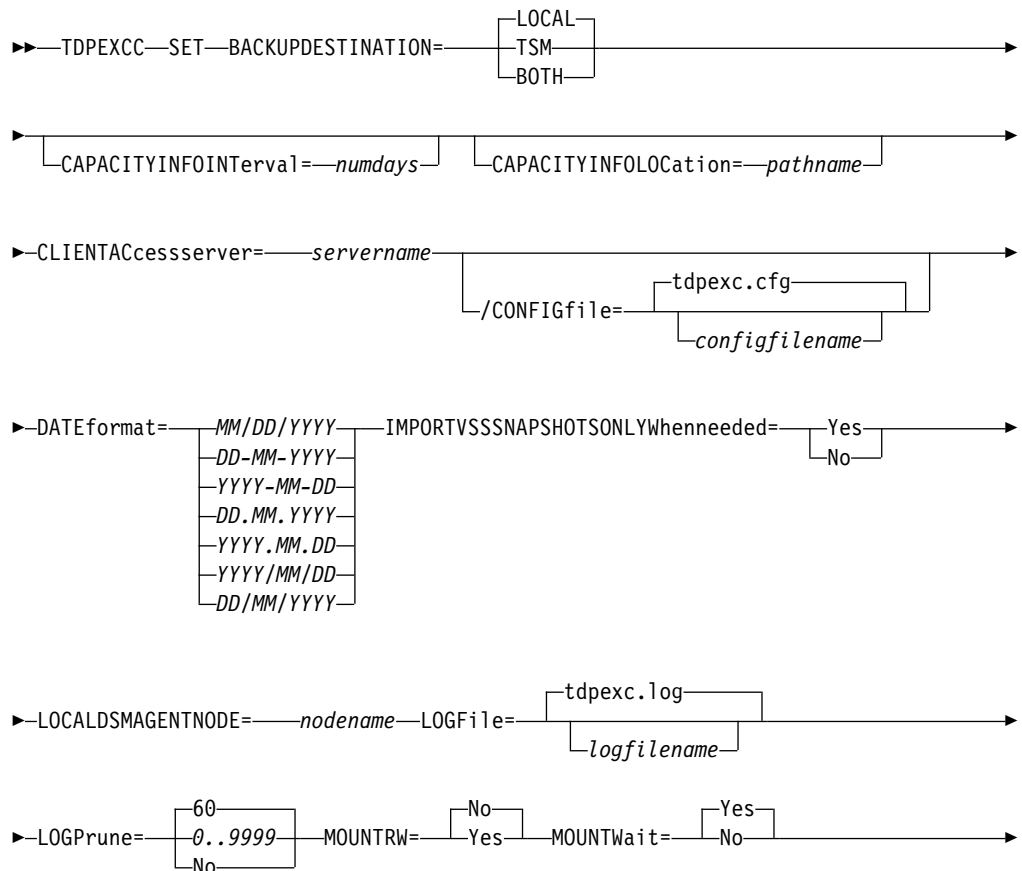 LOCAL
TDPEXCC SET BACKUPDESTINATION= TSM
BOTH
CAPACITYINFOINTerval= numdays CAPACITYINFOLOCation= pathname
CLIENTACcessserver= servername
tdpexc.cfg
/CONFIGfile=
configfilename
DATEformat= MM/DD/YYYY IMPORTVSSSNAPSHOTSONLYWhenneeded= Yes
DD-MM-YYYY No
YYYY-MM-DD
DD.MM.YYYY
YYYY.MM.DD
YYYY/MM/DD
DD/MM/YYYY
tdpexc.log
LOCALDSMAGENTNODE= nodename LOGFile=
logfilename
60 No Yes
LOGPrune= 0..9999 MOUNTRW= Yes MOUNTWait= No
No